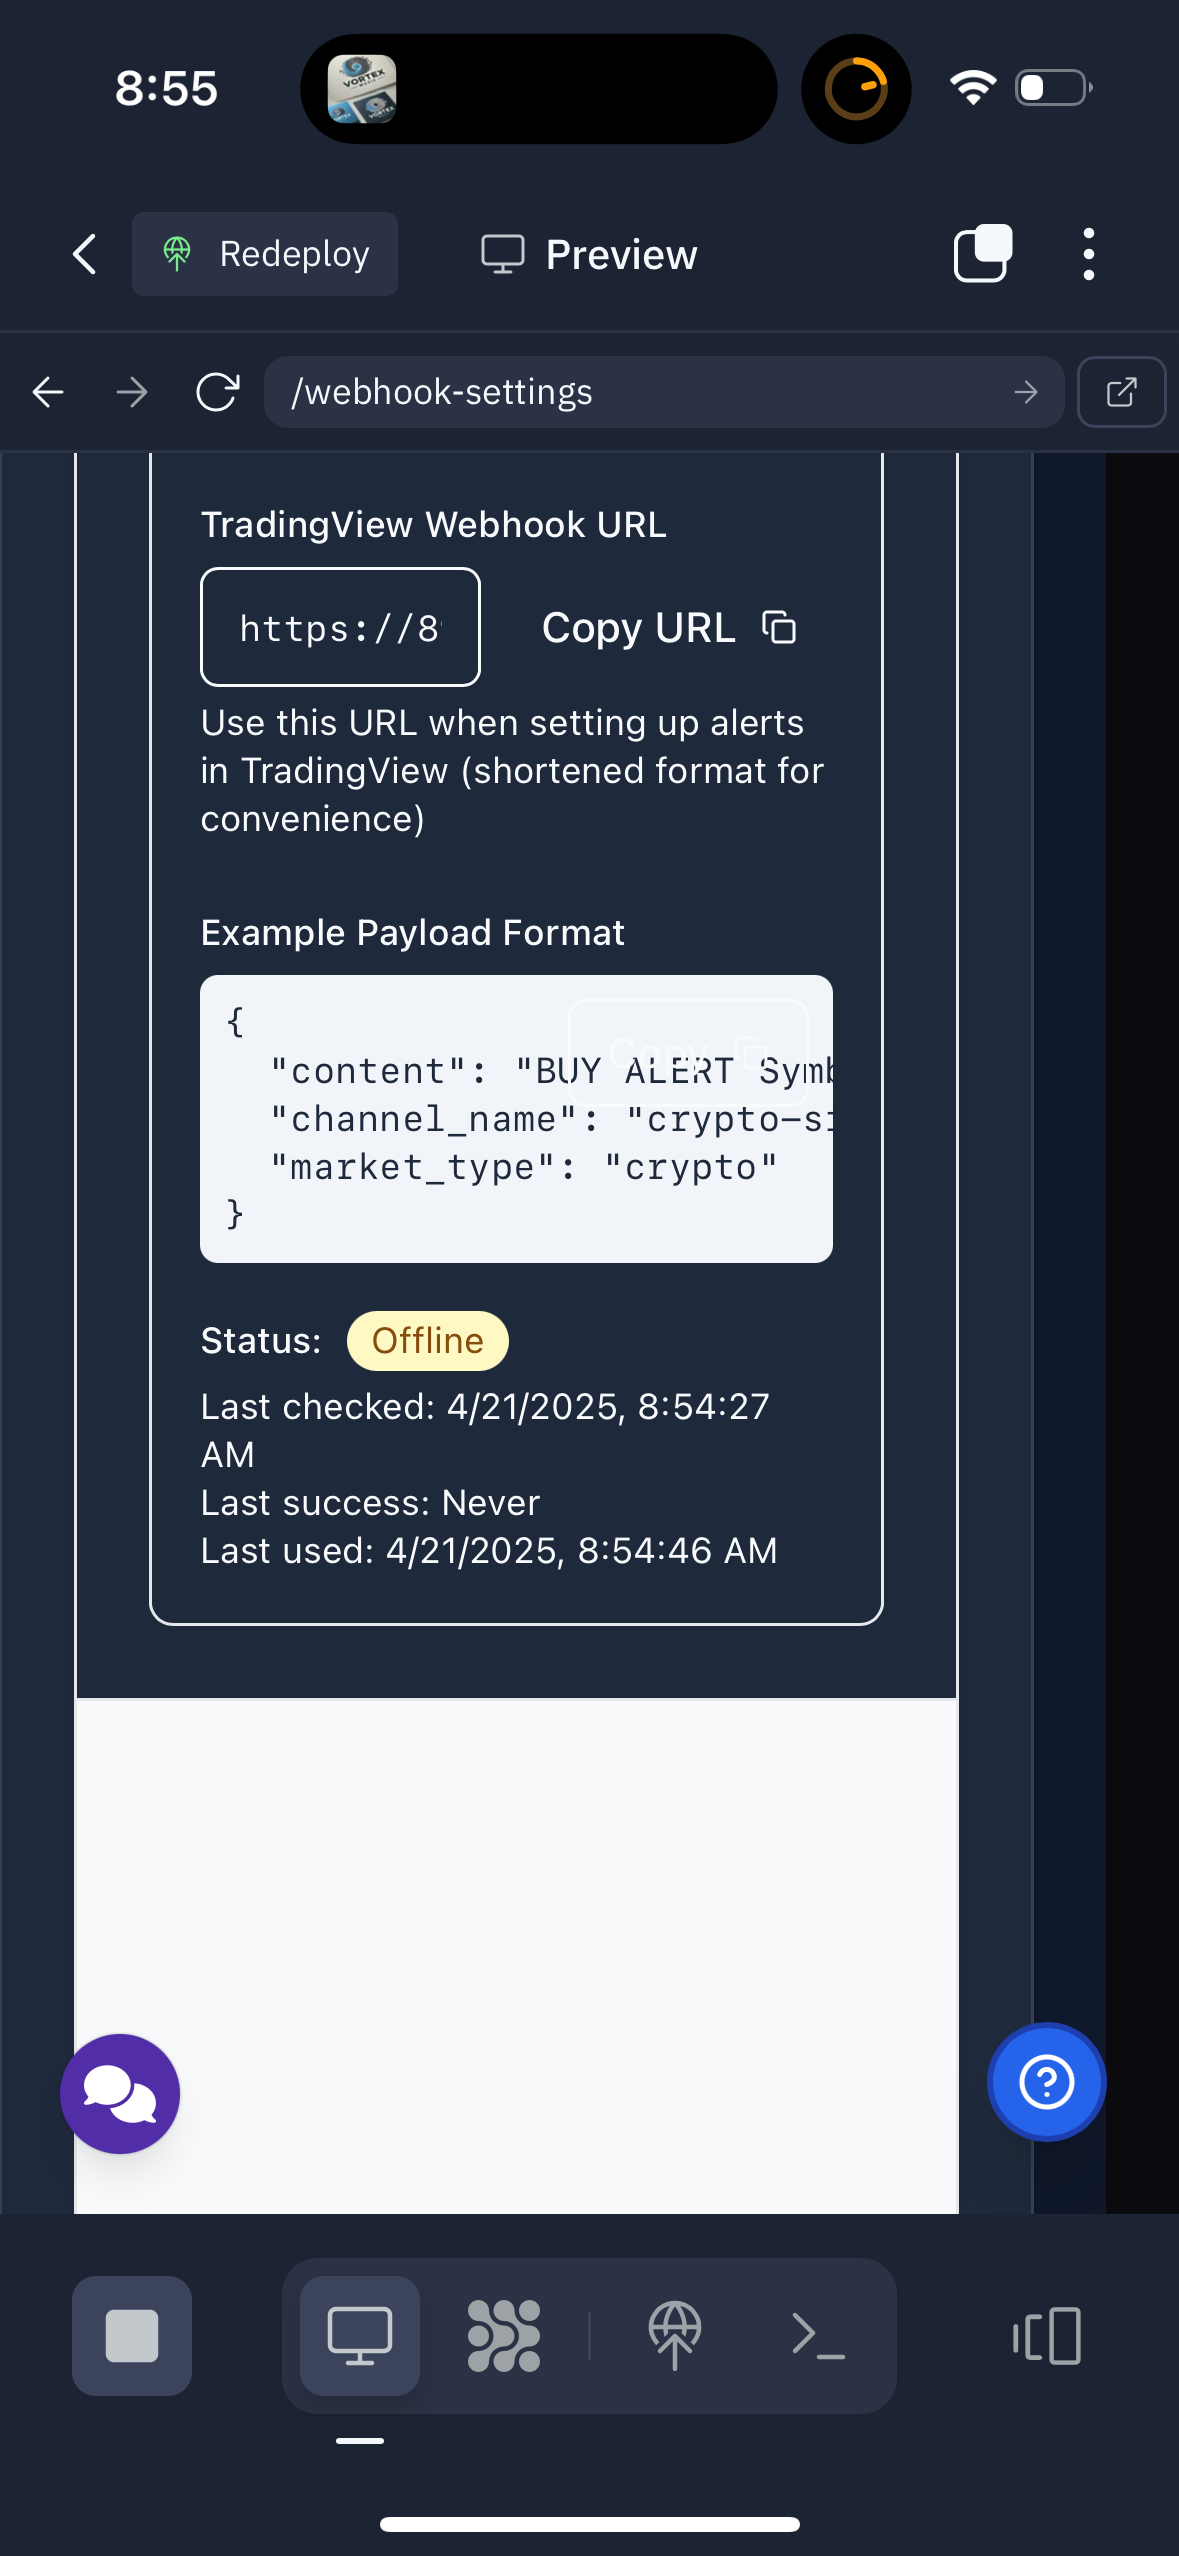 8:55
VORTEX
Redeploy
Preview
/webhook-settings
TradingView Webhook URL
https://8
Copy URL
Use this URL when setting up alerts
in TradingView (shortened format for
convenience)
Example Payload Format
Copy
{
"content": "BUY ALERT Symb
"channel_name": "crypto-si
"market_type": "crypto"
}
Status: Offline
Last checked: 4/21/2025, 8:54:27
AM
Last success: Never
Last used: 4/21/2025, 8:54:46 AM